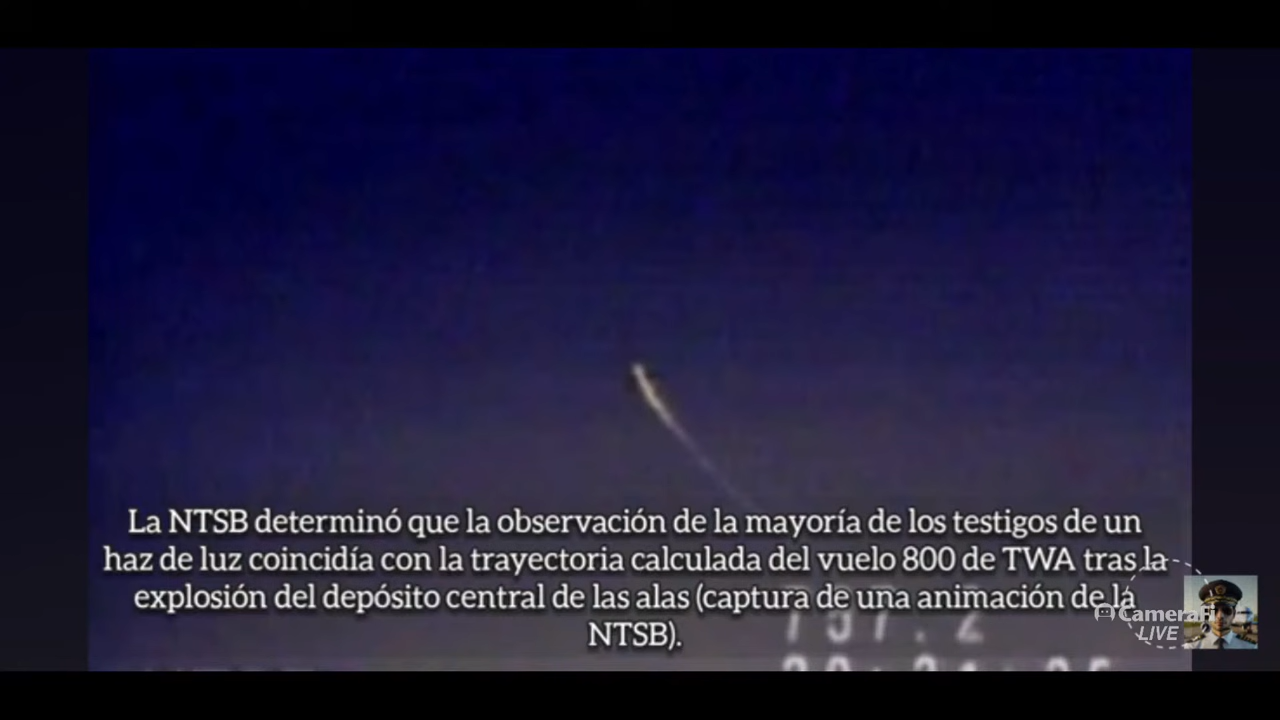 La NTSB determinó que la observación de la mayoría de los testigos de un
haz de luz coincidía con la trayectoria calculada del vuelo 800 de TWA tras la
explosión del depósito central de las alas (captura de una animación de la
NTSB).
CameraFi
LIVE